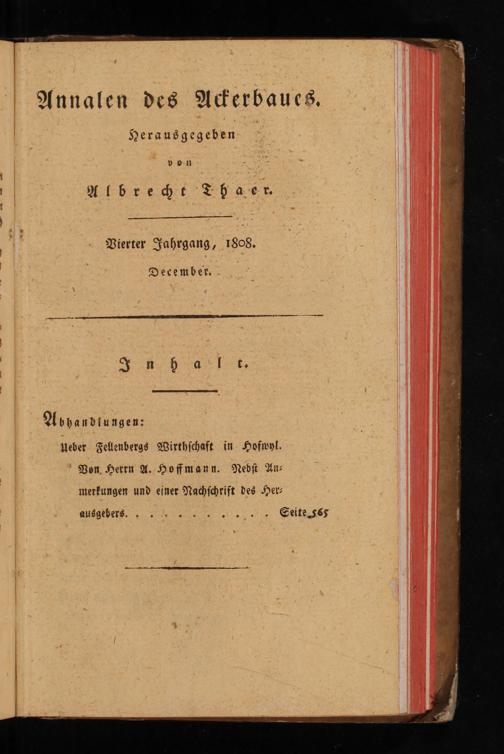 Annalen des Ackerbaues.
Herausgegeben
von
Albrecht Thaer.
Vierter Jahrgang, 1808.
December.
Inhalt.
Abhandlungen:
Ueber Fellenbergs Wirthschaft in Hofwyl.
Von Herrn A. Hoffmann. Nebst An-
merkungen und einer Nachschrift des Her-
ausgebers. . . . . . . . . . . Seite 565